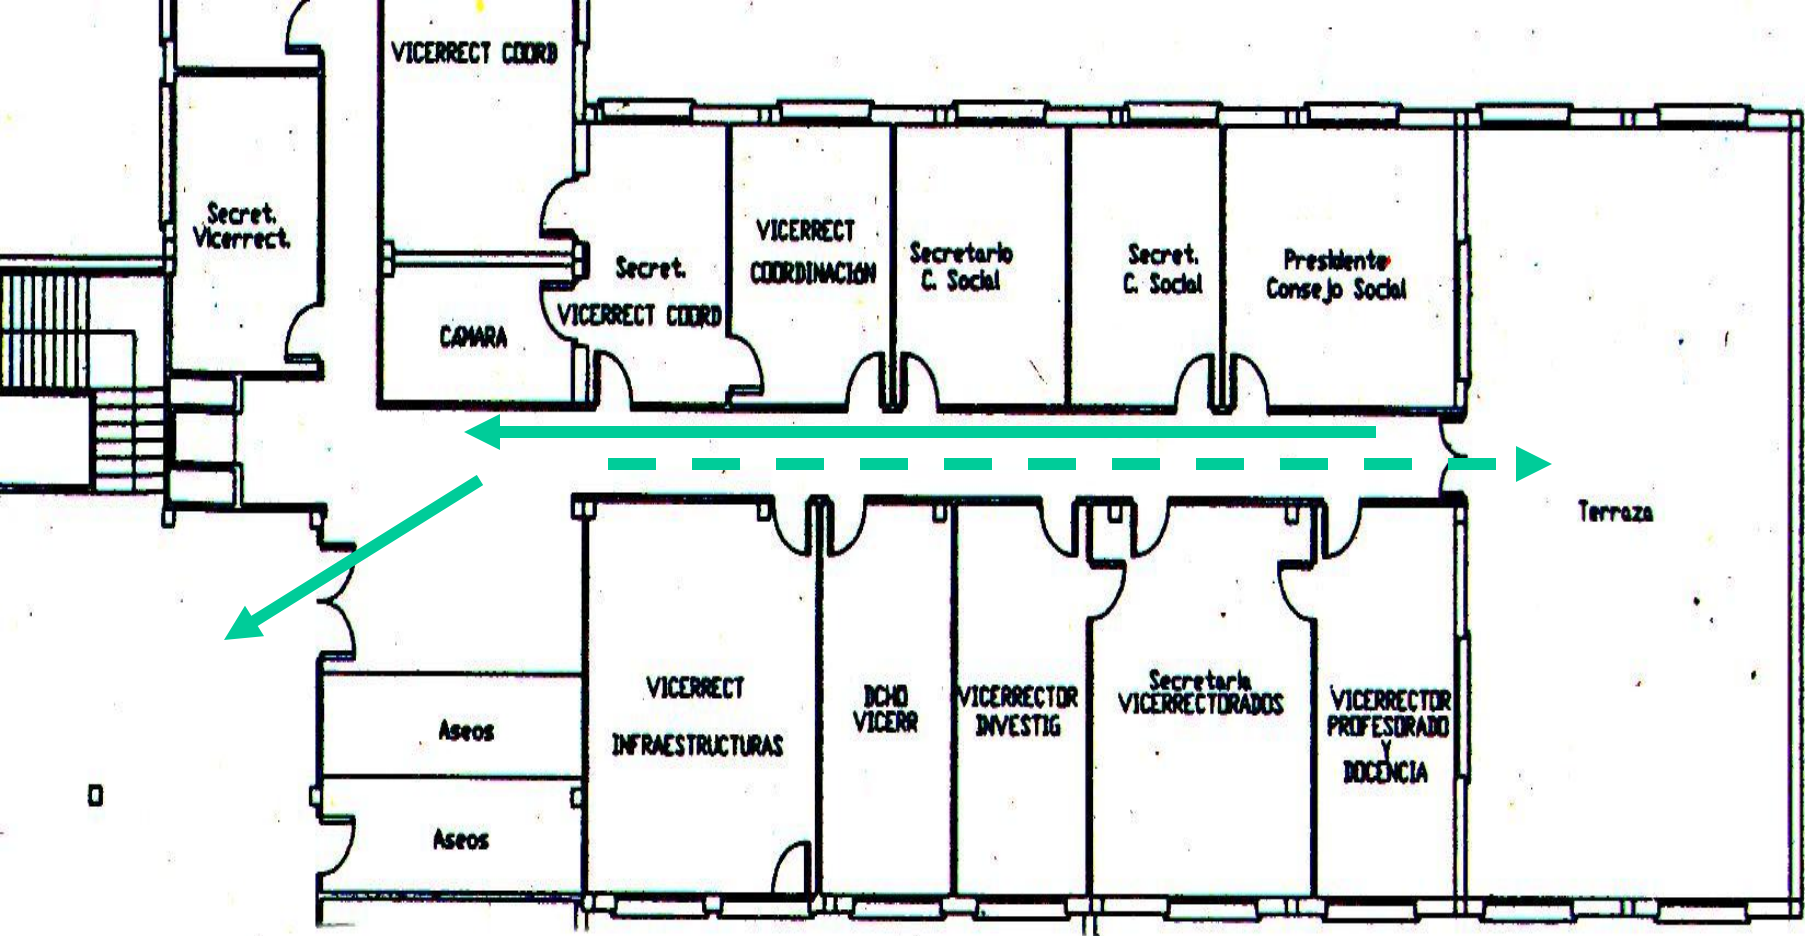 VICERRECT COORD
Secret.
Vicerrect.
CAMARA
Secret.
VICERRECT COORD
VICERRECT
COORDINACION
Secretario
C. Social
Secret.
C. Social
Presidente
Consejo Social
Terraza
Aseos
Aseos
VICERRECT
INFRAESTRUCTURAS
DCHO
VICERR
VICERRECTOR
INVESTIG
Secretaria
VICERRECTORADOS
VICERRECTOR
PROFESORADO
Y
DOCENCIA